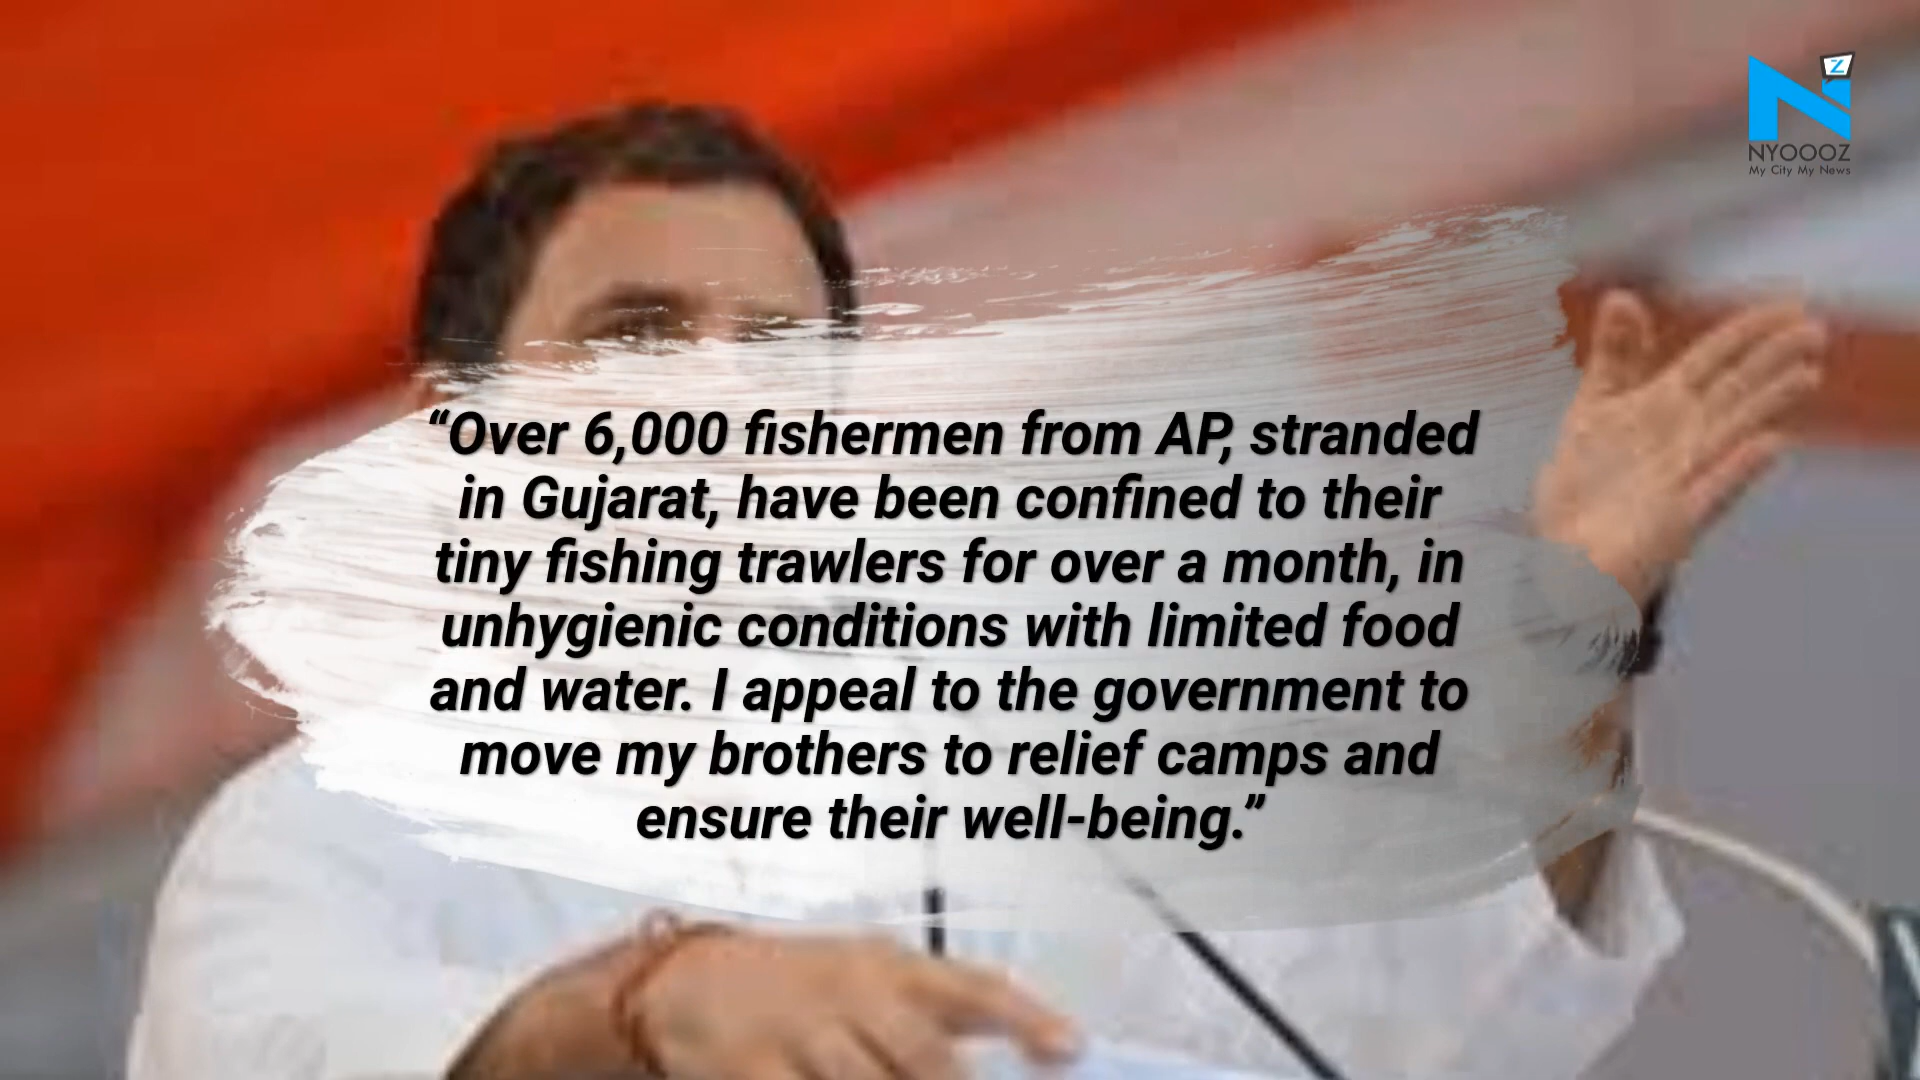 Z
NYOOOZ
My City My News
“Over 6,000 fishermen from AP, stranded
in Gujarat, have been confined to their
tiny fishing trawlers for over a month, in
unhygienic conditions with limited food
and water. I appeal to the government to
move my brothers to relief camps and
ensure their well-being.”